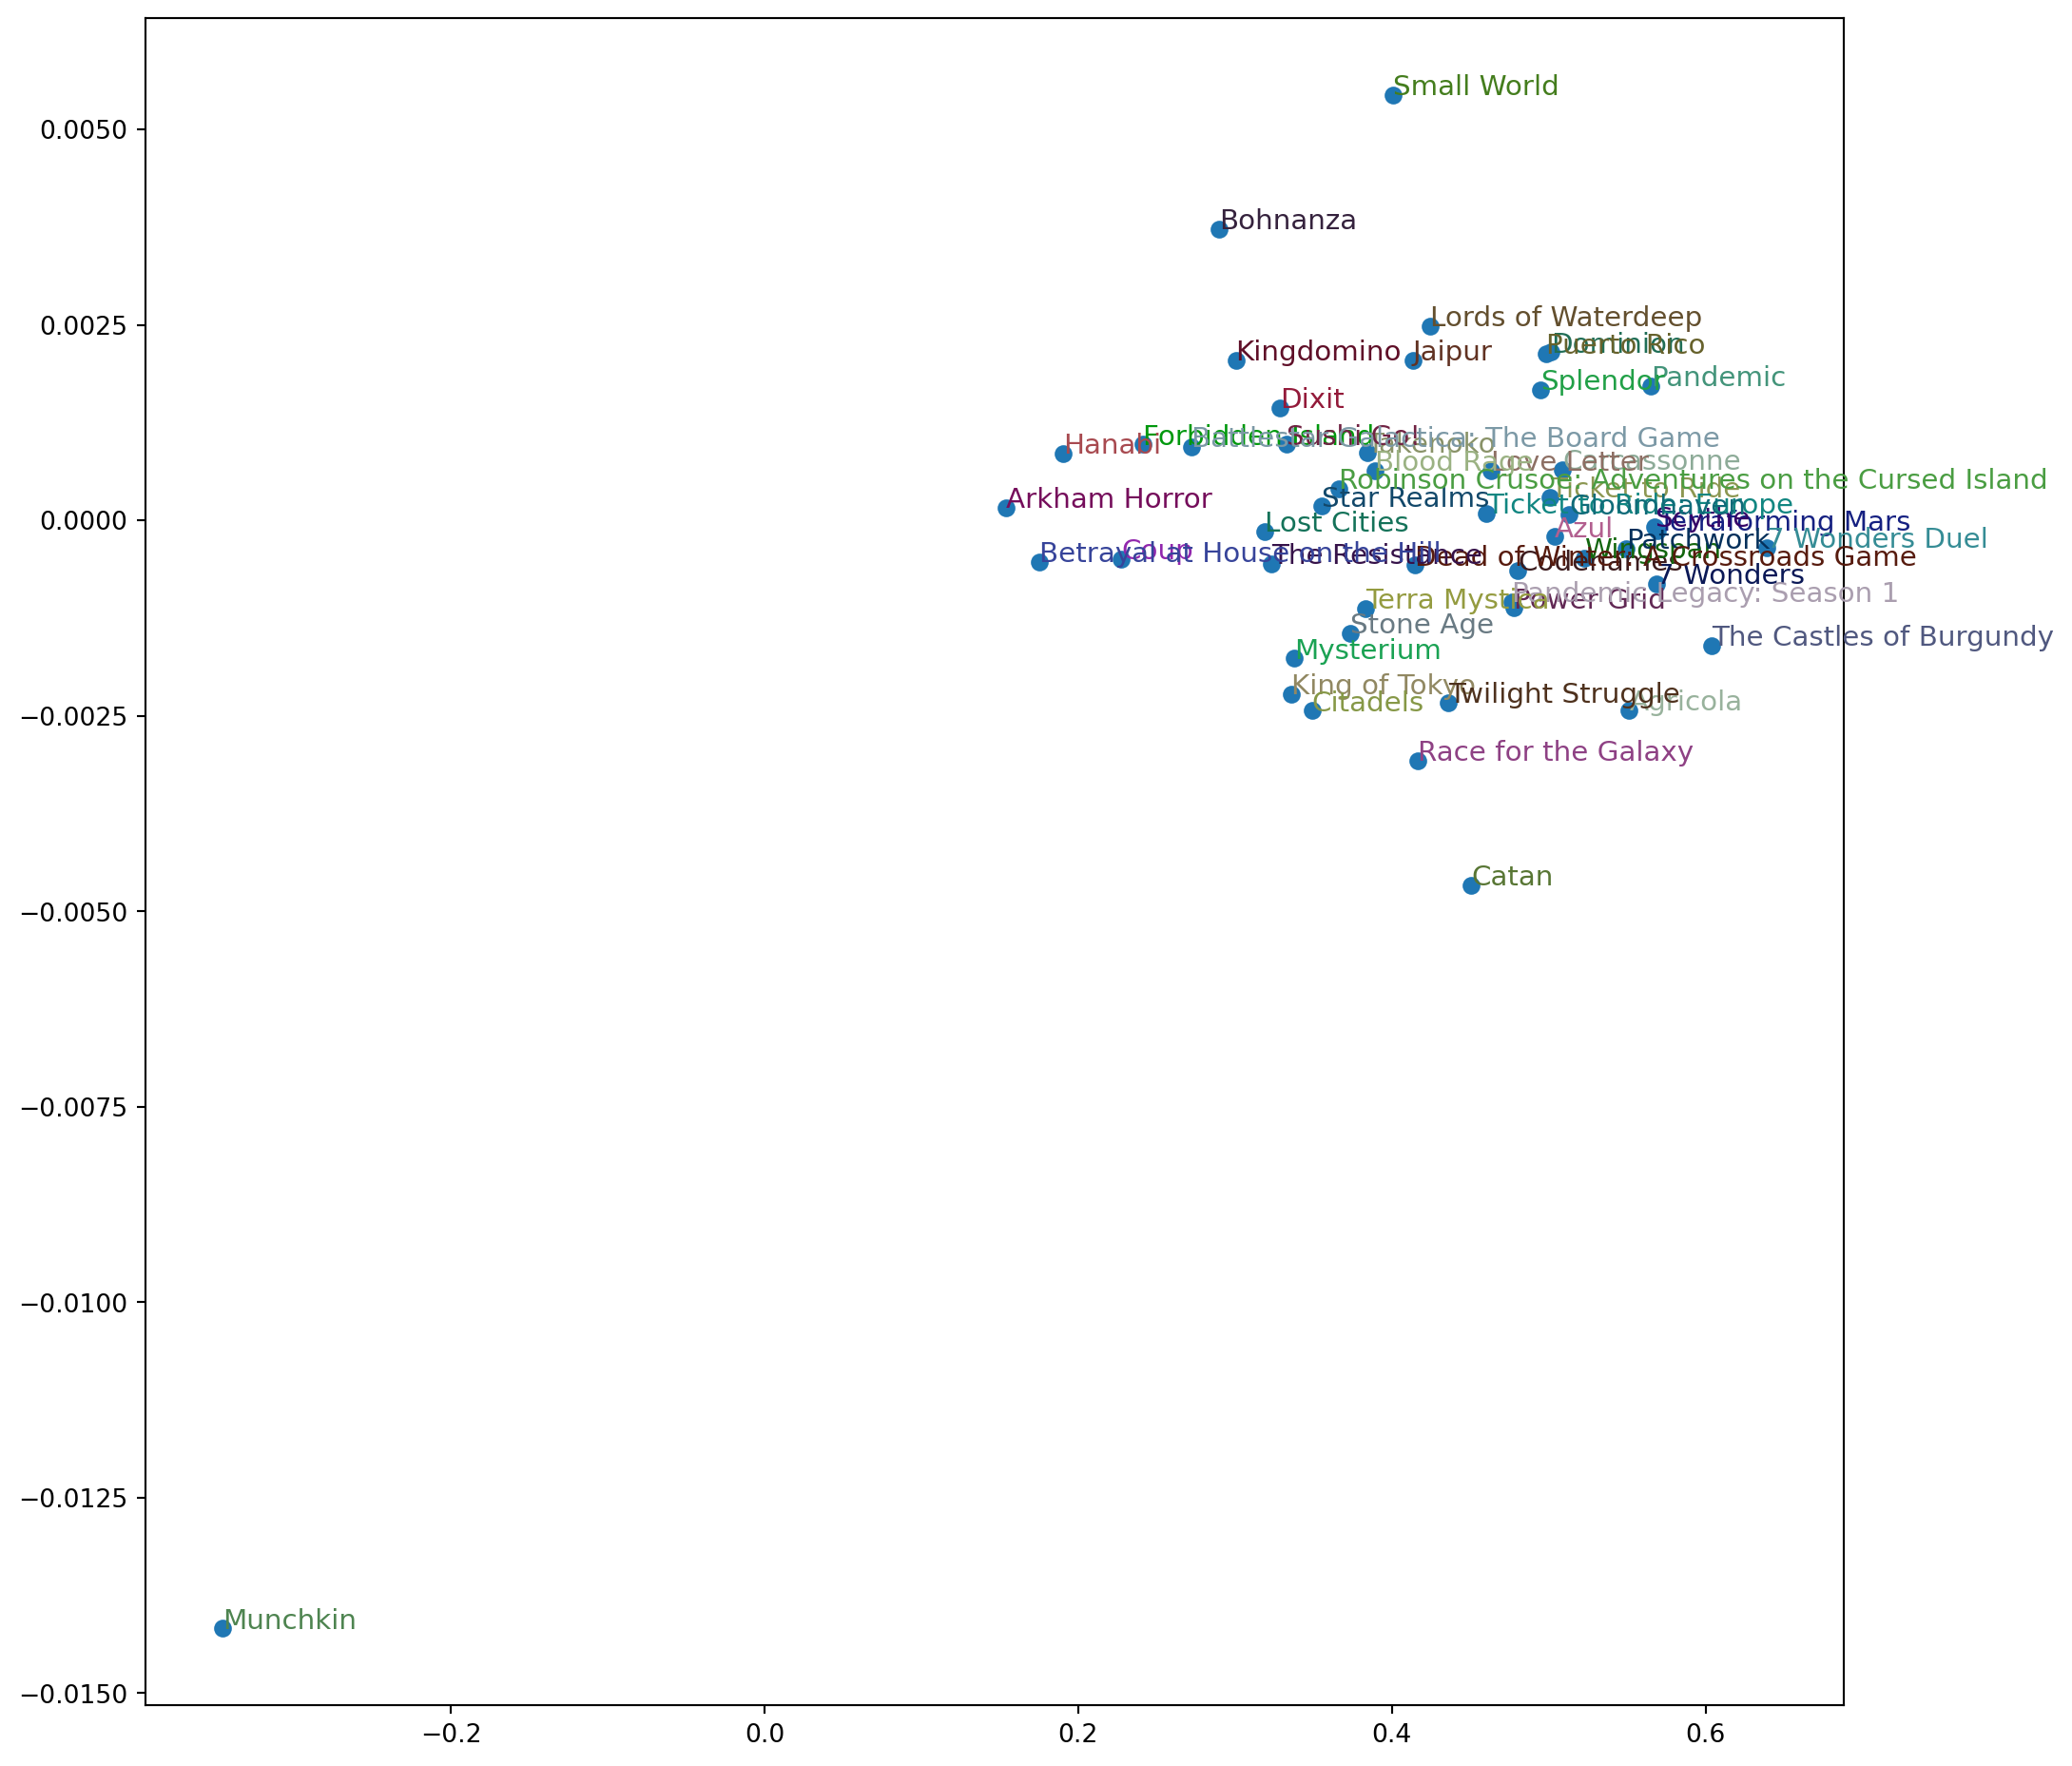 Small World
0.0050
Bohnanza
Lords of Waterdeep
0.0025
Dominion
Puerto Rico
Kingdomino
Jaipur
Pandemic
Splendor
Dixit
Forbidden Island
Sushi Go!
Battlestar Galactica: The Board Game
Hanabi
Takenoko
Blood Rage
Love Letter
Carcassonne
Robinson Crusoe: Adventures on the Cursed Island
Ticket to Ride
Arkham Horror
Star Realms
Ticket to Ride: Europe
Gloomhaven
0.0000
Lost Cities
Scythe
Terraforming Mars
Azul
Patchwork
7 Wonders Duel
Betrayal at House on the Hill
Coup
The Resistance
Wingspan
Dead of Winter: A Crossroads Game
Codenames
7 Wonders
Pandemic Legacy: Season 1
Terra Mystica
Power Grid
Stone Age
The Castles of Burgundy
Mysterium
King of Tokyo
Twilight Struggle
Citadels
Agricola
−0.0025
Race for the Galaxy
Catan
−0.0050
−0.0075
−0.0100
−0.0125
Munchkin
−0.0150
−0.2
0.0
0.2
0.4
0.6